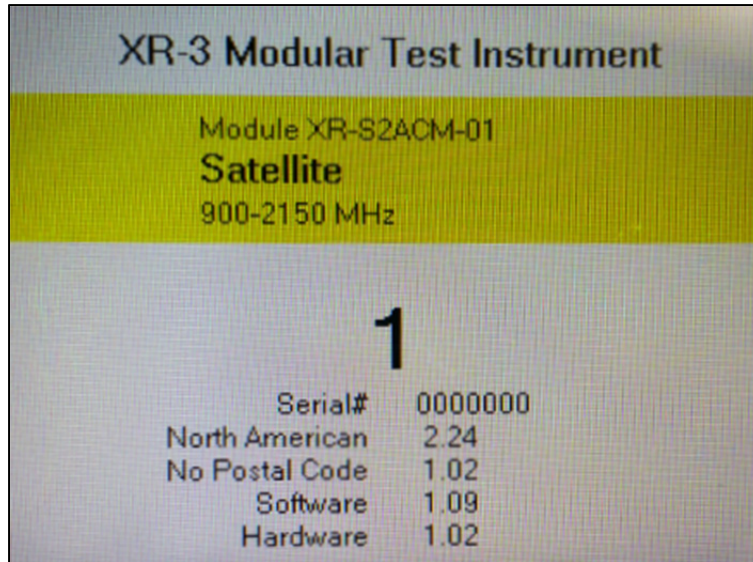 XR-3 Modular Test Instrument
Module XR-S2ACM-01
Satellite
900-2150 MHz
1
Serial# 0000000
North American 2.24
No Postal Code 1.02
Software 1.09
Hardware 1.02